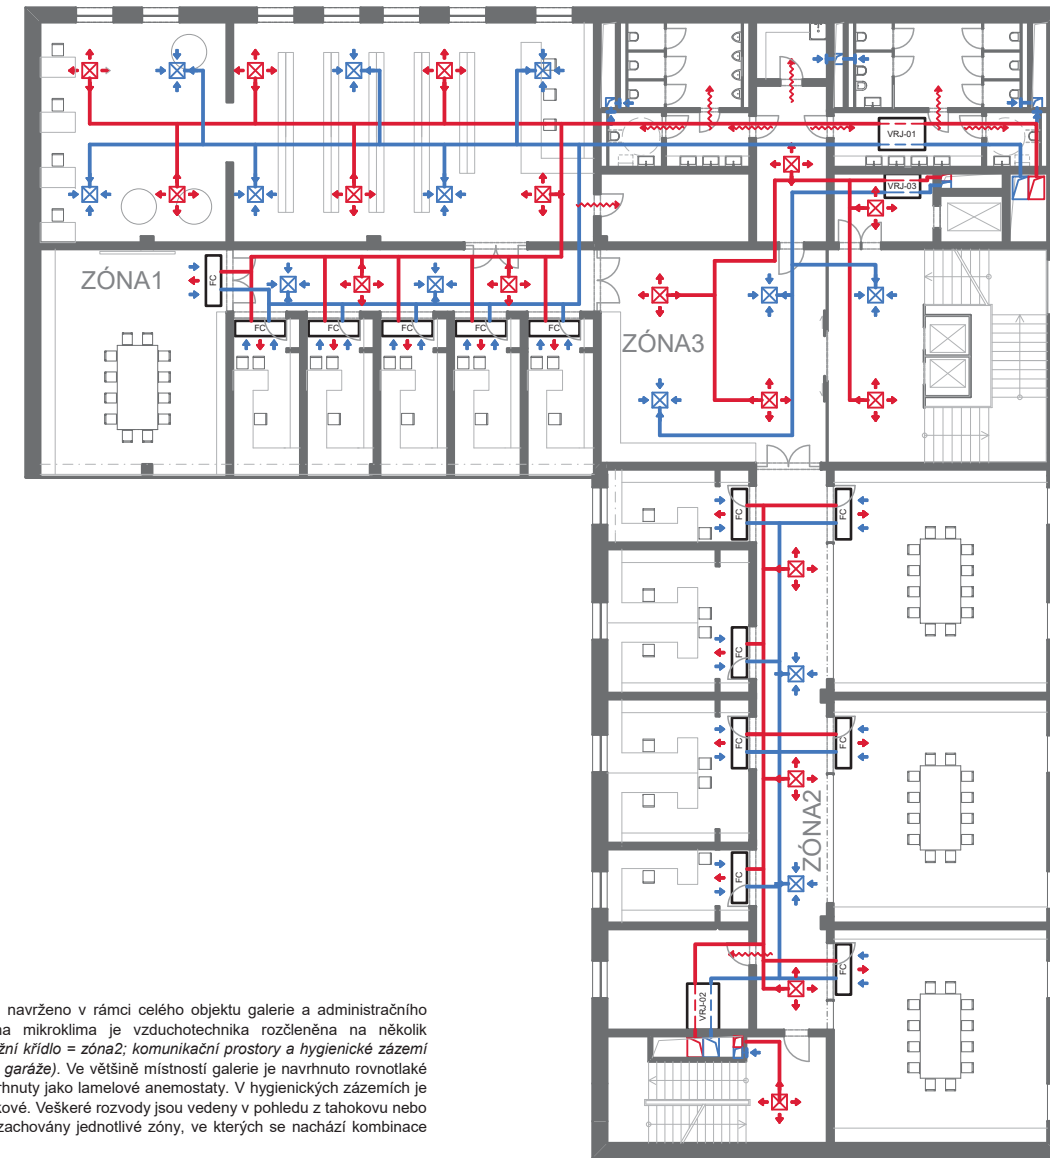 VRJ-01
VRJ-03
ZÓNA1
FC
FC
FC
FC
FC
FC
ZÓNA3
FC
FC
FC
FC
FC
ZÓNA2
FC
FC
VRJ-02
navrženo v rámci celého objektu galerie a administračního
na mikroklima je vzduchotechnika rozčleněna na několik
žní křídlo = zóna2; komunikační prostory a hygienické zázemí
garáže). Ve většině místností galerie je navrhnuto rovnotlaké
rhnuty jako lamelové anemostaty. V hygienických zázemích je
kové. Veškeré rozvody jsou vedeny v pohledu z tahokovu nebo
zachovány jednotlivé zóny, ve kterých se nachází kombinace